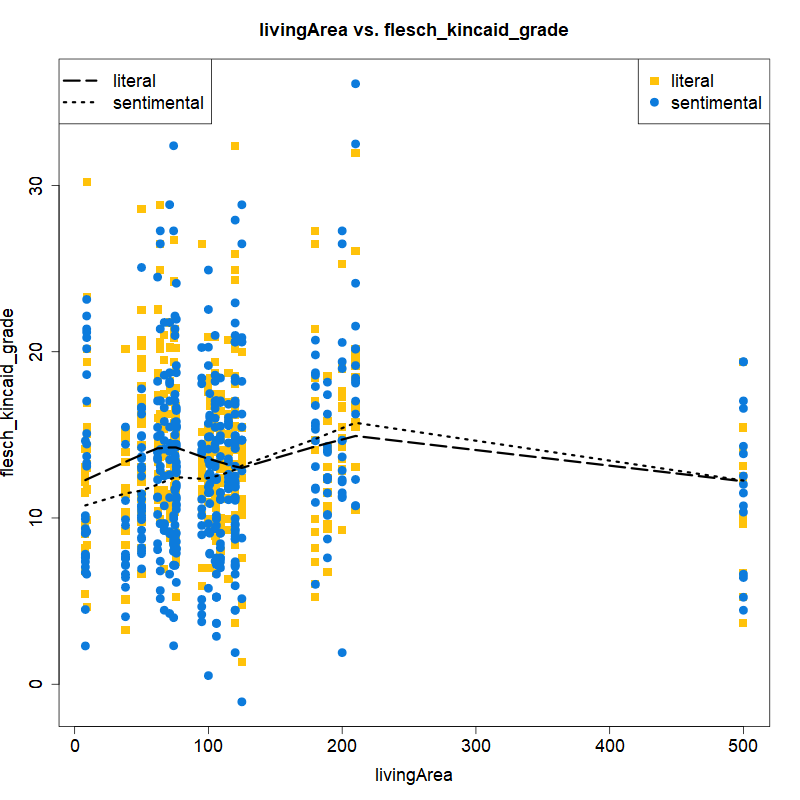 livingArea vs. flesch_kincaid_grade
literal
sentimental
literal
sentimental
flesch_kincaid_grade
30
20
10
0
0 100 200 300 400 500
livingArea